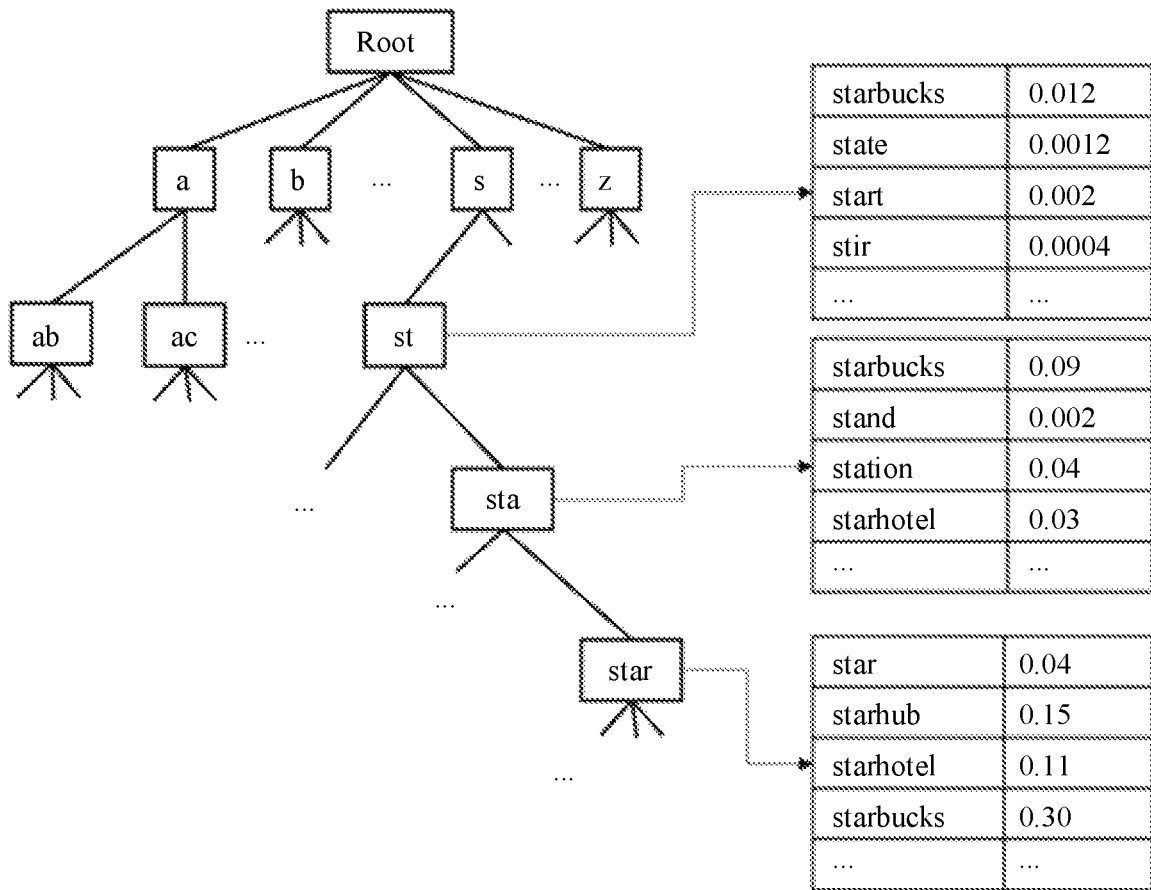 Root
a b ... s ... z
ab ac ... st
...
sta
...
star
...
starbucks 0.012
state 0.0012
start 0.002
stir 0.0004
... ...
starbucks 0.09
stand 0.002
station 0.04
starhotel 0.03
... ...
star 0.04
starhub 0.15
starhotel 0.11
starbucks 0.30
... ...